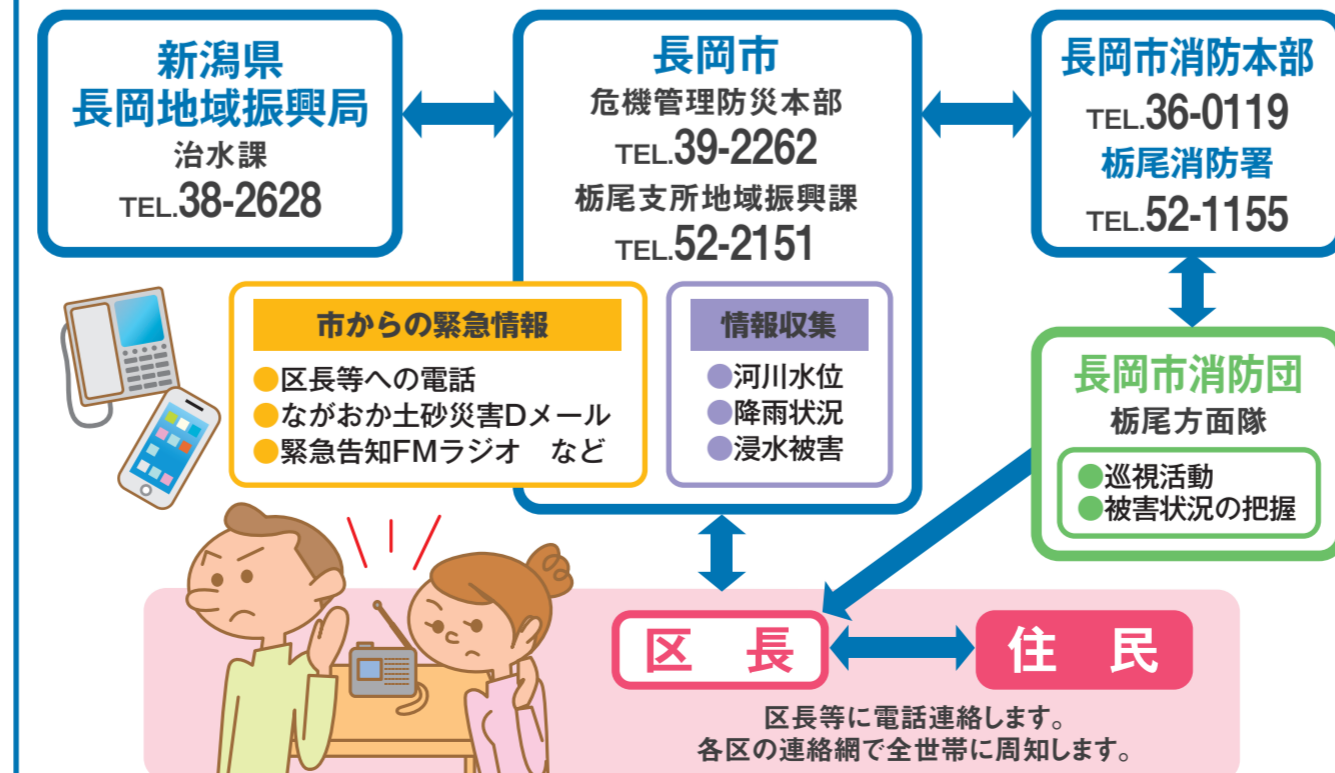 新潟県
長岡地域振興局
治水課
TEL.38-2628
長岡市
危機管理防災本部
TEL.39-2262
栃尾支所地域振興課
TEL.52-2151
長岡市消防本部
TEL.36-0119
栃尾消防署
TEL.52-1155
市からの緊急情報
●区長等への電話
●ながおか土砂災害Dメール
●緊急告知FMラジオ　など
情報収集
●河川水位
●降雨状況
●浸水被害
長岡市消防団
栃尾方面隊
●巡視活動
●被害状況の把握
区　長
住　民
区長等に電話連絡します。
各区の連絡網で全世帯に周知します。